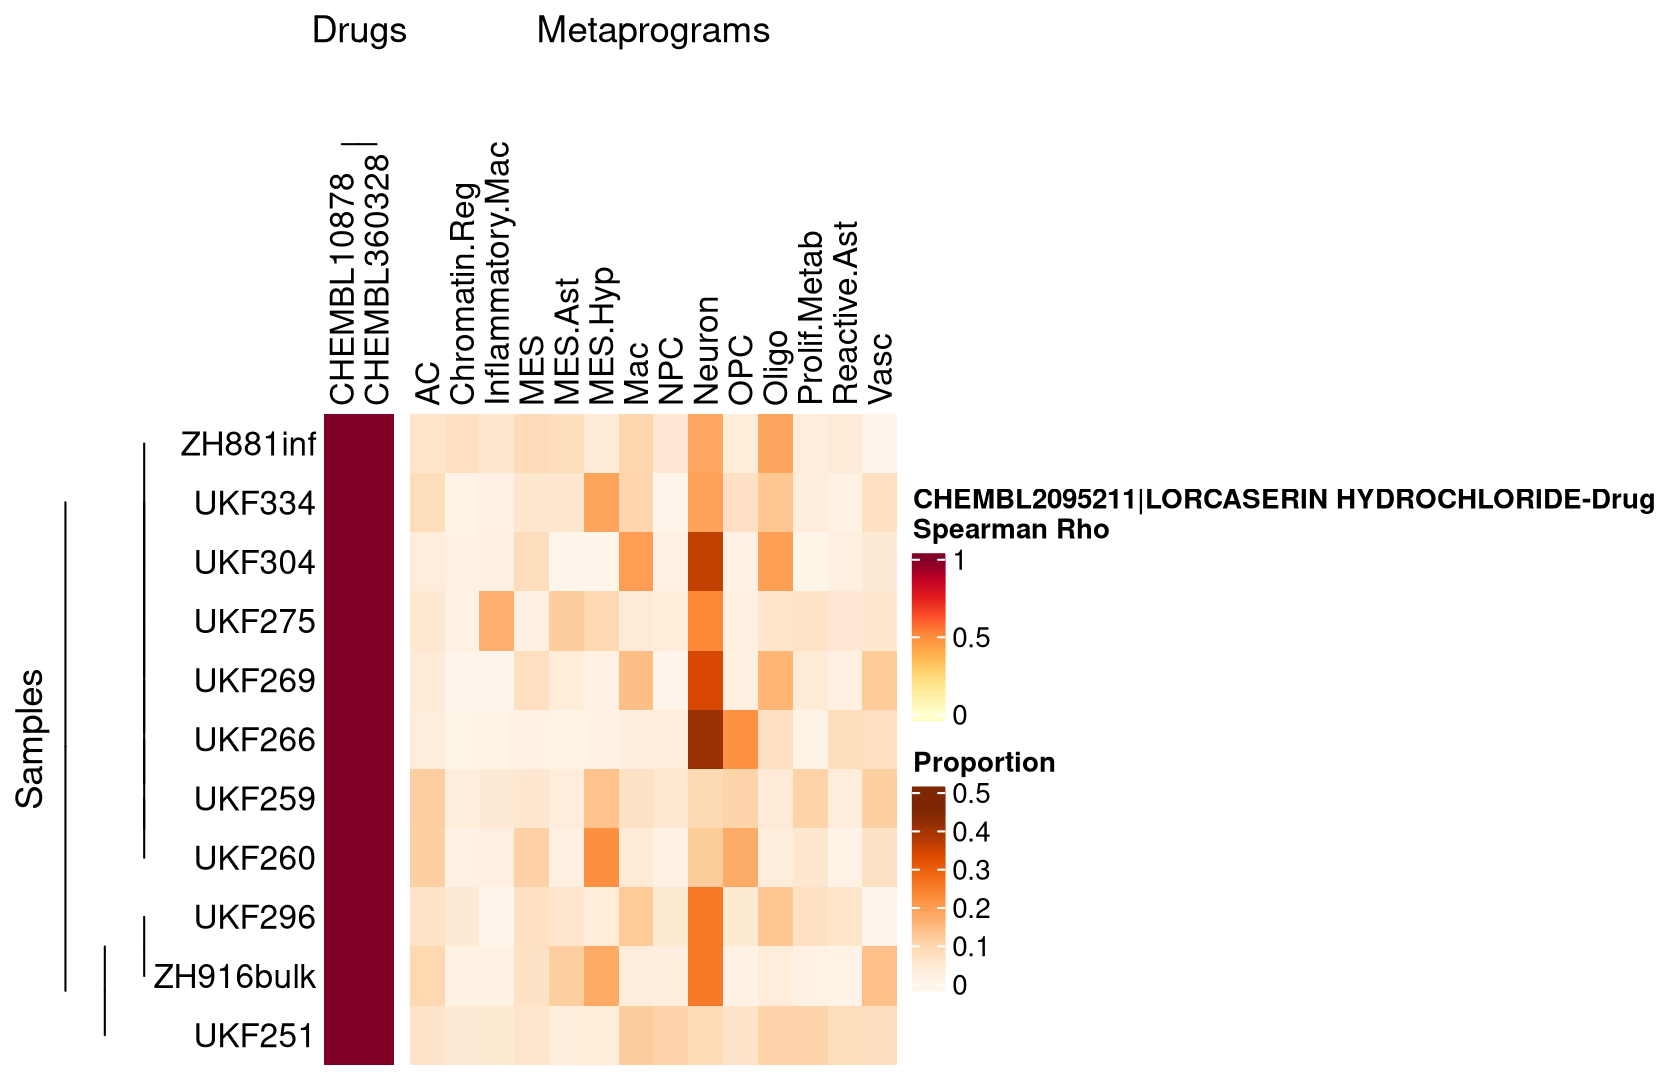 Drugs
Metaprograms
CHEMBL10878
CHEMBL360328
AC
Chromatin.Reg
Inflammatory.Mac
MES
MES.Ast
MES.Hyp
Mac
NPC
Neuron
OPC
Oligo
Prolif.Metab
Reactive.Ast
Vasc
Samples
ZH881inf
UKF334
UKF304
UKF275
UKF269
UKF266
UKF259
UKF260
UKF296
ZH916bulk
UKF251
CHEMBL2095211|LORCASERIN HYDROCHLORIDE-Drug
Spearman Rho
1
0.5
0
Proportion
0.5
0.4
0.3
0.2
0.1
0